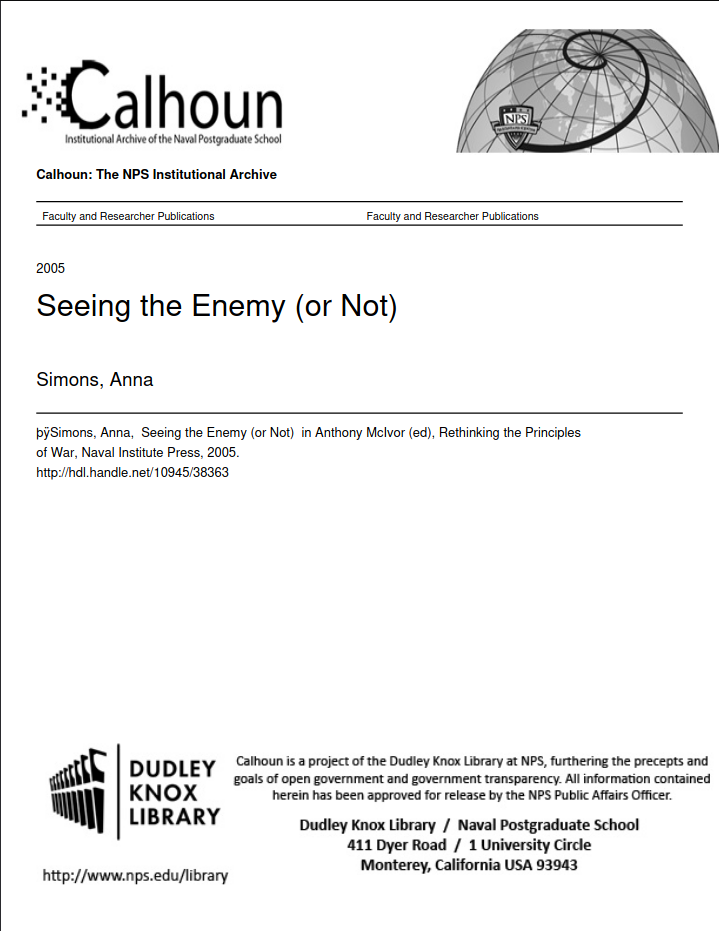 Calhoun
Institutional Archive of the Naval Postgraduate School
NPS
Calhoun: The NPS Institutional Archive
Faculty and Researcher Publications Faculty and Researcher Publications
2005
Seeing the Enemy (or Not)
Simons, Anna
þÿSimons, Anna, Seeing the Enemy (or Not) in Anthony McIvor (ed), Rethinking the Principles
of War, Naval Institute Press, 2005.
http://hdl.handle.net/10945/38363
DUDLEY
KNOX
LIBRARY
http://www.nps.edu/library
Calhoun is a project of the Dudley Knox Library at NPS, furthering the precepts and
goals of open government and government transparency. All information contained
herein has been approved for release by the NPS Public Affairs Officer.
Dudley Knox Library / Naval Postgraduate School
411 Dyer Road / 1 University Circle
Monterey, California USA 93943